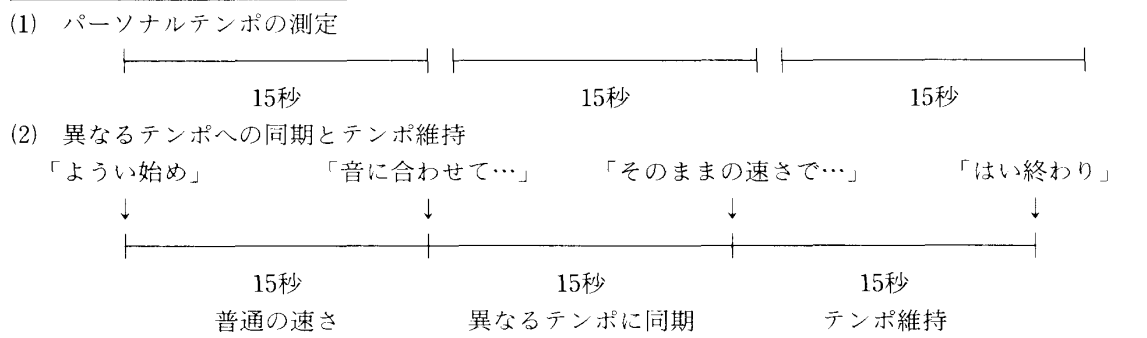 (1) パーソナルテンポの測定
15秒 15秒 15秒
(2) 異なるテンポへの同期とテンポ維持
「ようい始め」 「音に合わせて…」 「そのままの速さで…」 「はい終わり」
15秒 15秒 15秒
普通の速さ 異なるテンポに同期 テンポ維持